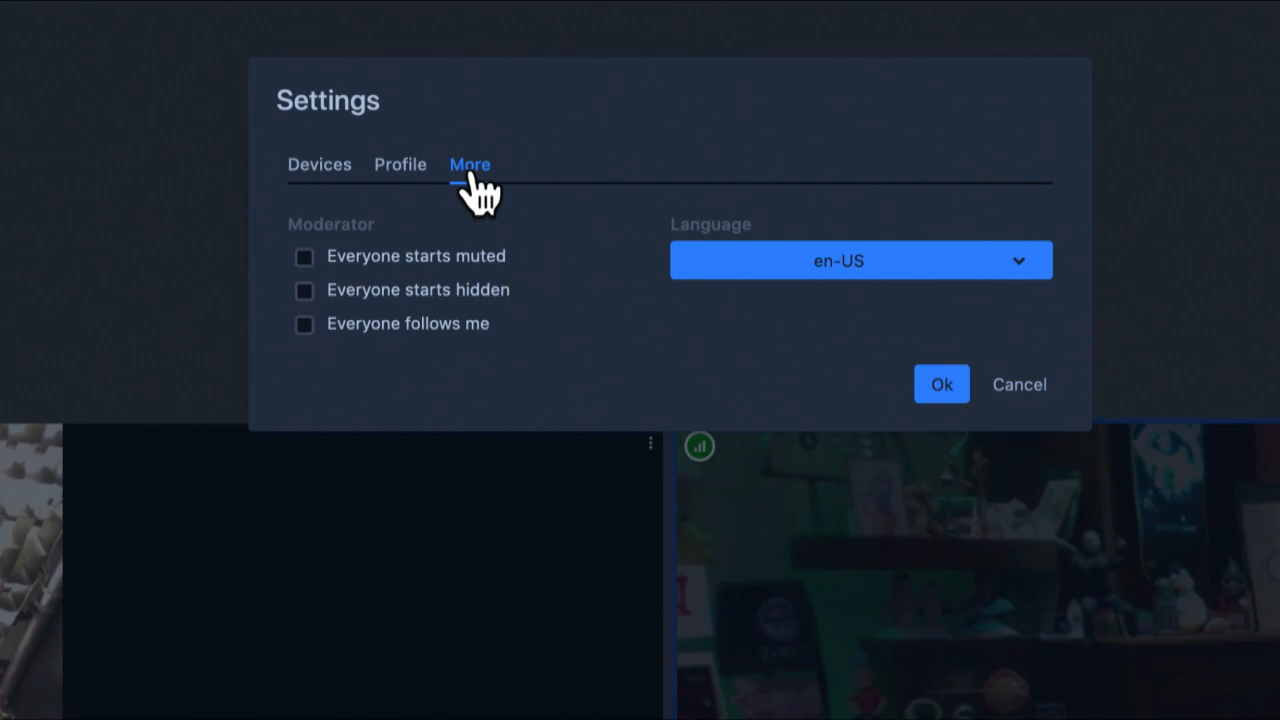 Settings
Devices Profile More
Moderator
Everyone starts muted
Everyone starts hidden
Everyone follows me
Language
en-US
Ok Cancel